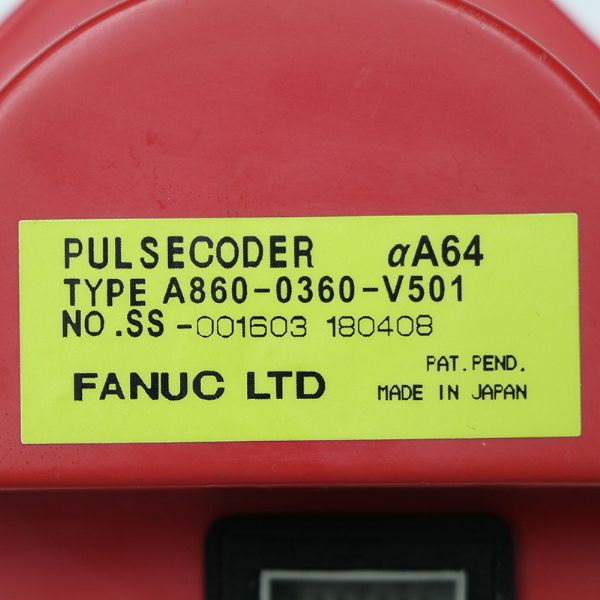 PULSECODER αA64
TYPE A860-0360-V501
NO.SS-001603 180408
PAT.PEND.
FANUC LTD MADE IN JAPAN